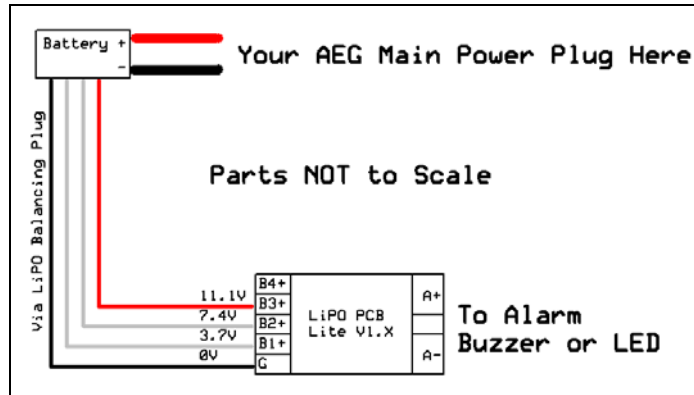 Battery +
-
Your AEG Main Power Plug Here
Via LiPO Balancing Plug
Parts NOT to Scale
11.1V
7.4V
3.7V
0V
B4+
B3+
B2+
B1+
G
LiPO PCB
Lite V1.X
A+
A-
To Alarm
Buzzer or LED